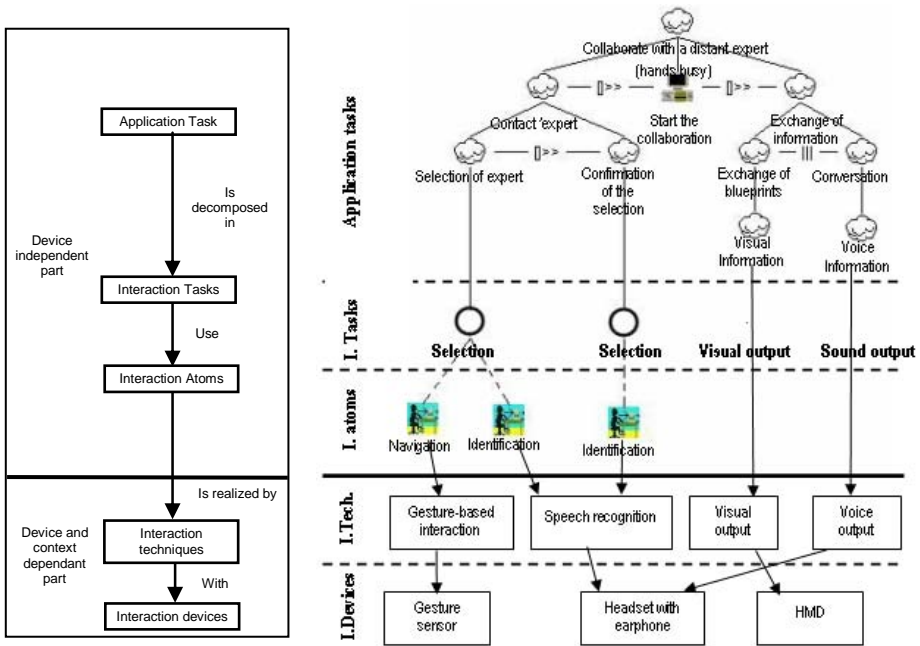 Application Task
Is
decomposed
in
Device
independent
part
Interaction Tasks
Use
Interaction Atoms
Is realized by
Device and
context
dependant
part
Interaction
techniques
With
Interaction devices
Application tasks
Collaborate with a distant expert
(hands busy)
[]>>
[]>>
Contact 'expert
Start the
collaboration
Exchange of
information
[]>>
|||
Selection of expert
Confirmation
of the
selection
Exchange of
blueprints
Conversation
Visual
Information
Voice
Information
I. Tasks
Selection
Selection
Visual output
Sound output
I. atoms
Navigation
Identification
Identification
I.Tech.
Gesture-based
interaction
Speech recognition
Visual
output
Voice
output
I.Devices
Gesture
sensor
Headset with
earphone
HMD